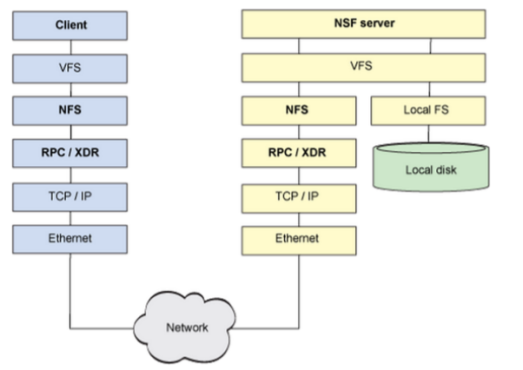 Client
VFS
NFS
RPC / XDR
TCP / IP
Ethernet
NSF server
VFS
NFS
Local FS
RPC / XDR
Local disk
TCP / IP
Ethernet
Network